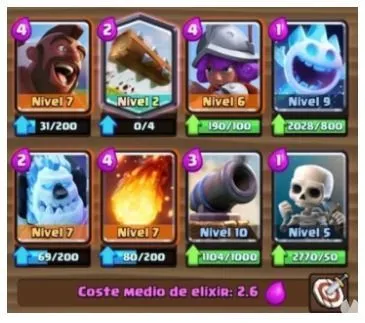 4 2 4 1
Nivel 7 Nivel 2 Nivel 6 Nivel 9
31/200 0/4 190/100 2028/800
2 4 3 1
Nivel 7 Nivel 7 Nivel 10 Nivel 5
69/200 80/200 1104/1000 2770/50
Coste medio de elixir: 2.6